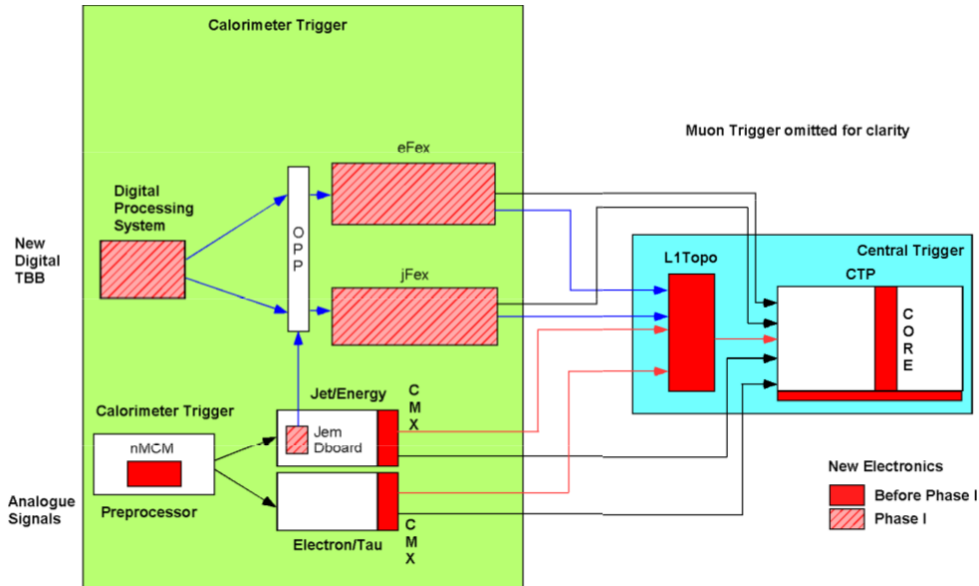 Calorimeter Trigger
Muon Trigger omitted for clarity
eFex
Digital
Processing
System
O
P
P
New
Digital
TBB
jFex
Central Trigger
L1Topo
CTP
C
O
R
E
Jet/Energy
C
M
X
Calorimeter Trigger
nMCM
Jem
Dboard
Preprocessor
Analogue
Signals
Electron/Tau
C
M
X
New Electronics
Before Phase I
Phase I